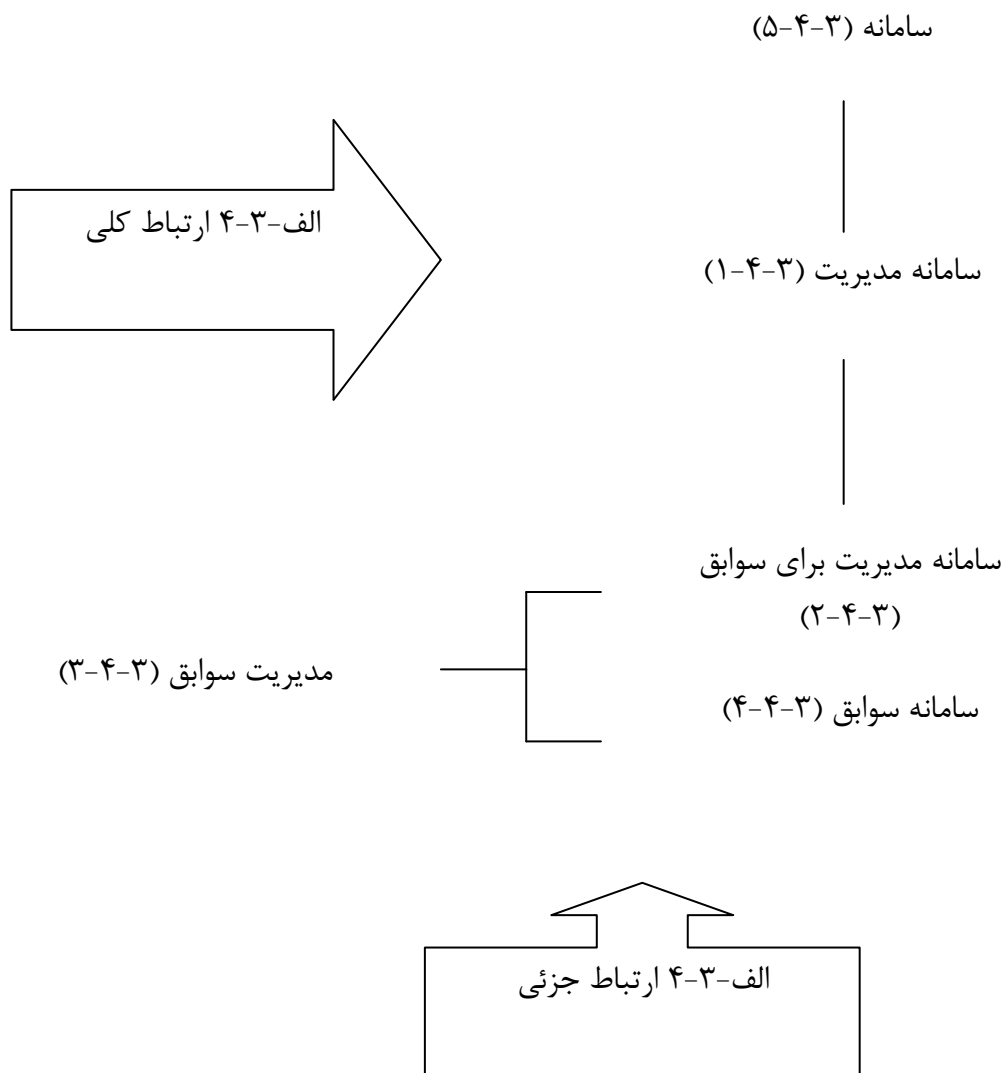 سامانه (۳-۴-۵)
الف-۳-۴ ارتباط کلی
سامانه مدیریت (۳-۴-۱)
سامانه مدیریت برای سوابق
(۳-۴-۲)
مدیریت سوابق (۳-۴-۳)
سامانه سوابق (۳-۴-۴)
الف-۳-۴ ارتباط جزئی